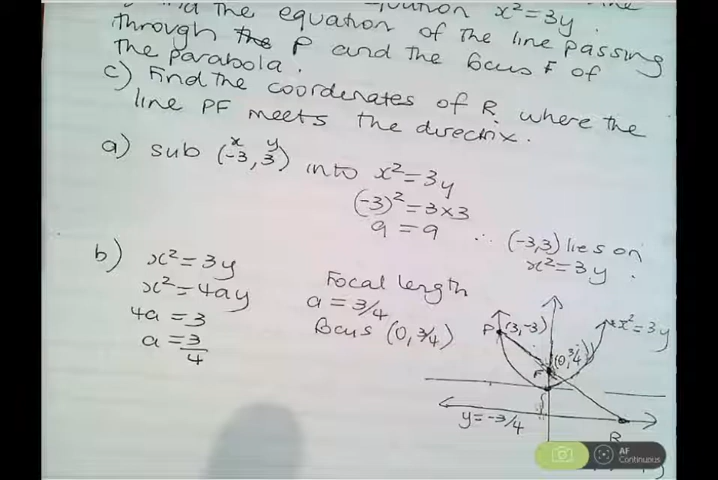 the equation of the line passing
x²=3y.
through P and the focus F of
the parabola.
c) Find the coordenates of R where the
line PF meets the directrix.
a) sub (-3, 3) into x²=3y
x y
(-3)²=3×3
9=9 ∴ (-3,3) lies on
x²=3y.
b) x²=3y
x²=4ay
4a=3
a=3/4
Focal length
a=3/4
focus (0, 3/4)
P (3,-3)
x²=3y
F (0, 3/4)
y=-3/4
R
AF
Continuous